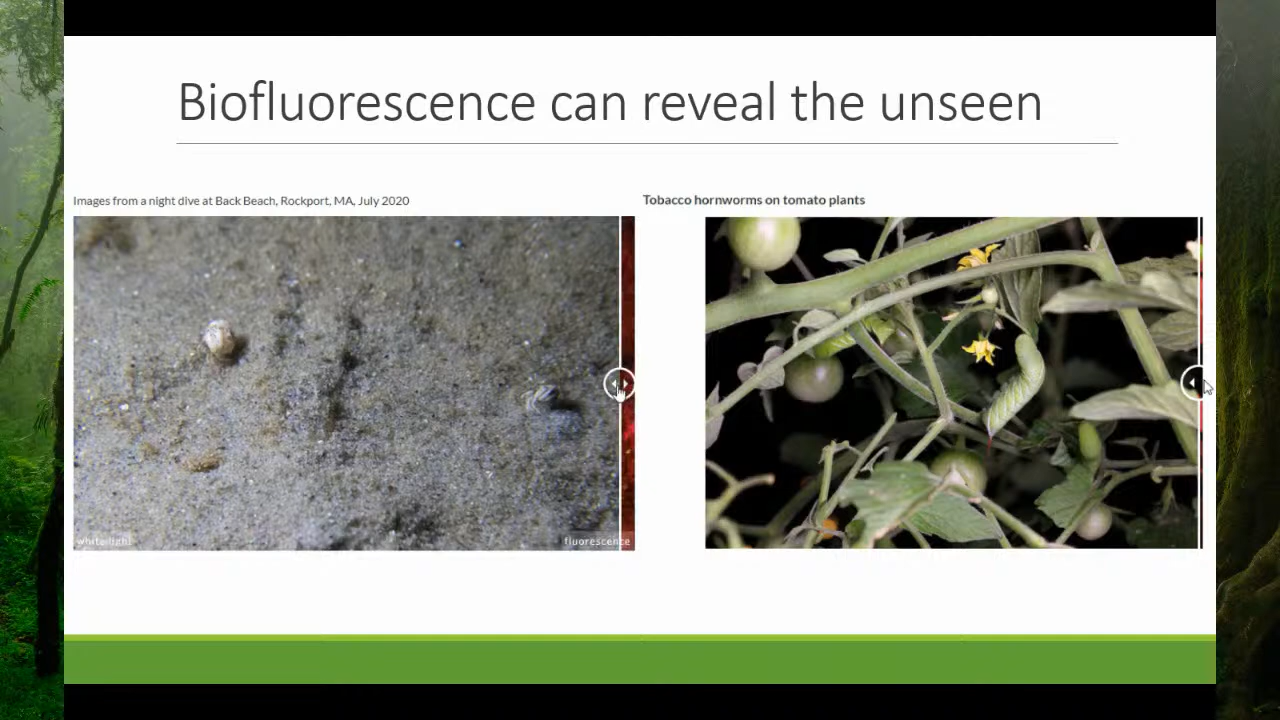 Biofluorescence can reveal the unseen
Images from a night dive at Back Beach, Rockport, MA, July 2020
Tobacco hornworms on tomato plants
white light
fluorescence